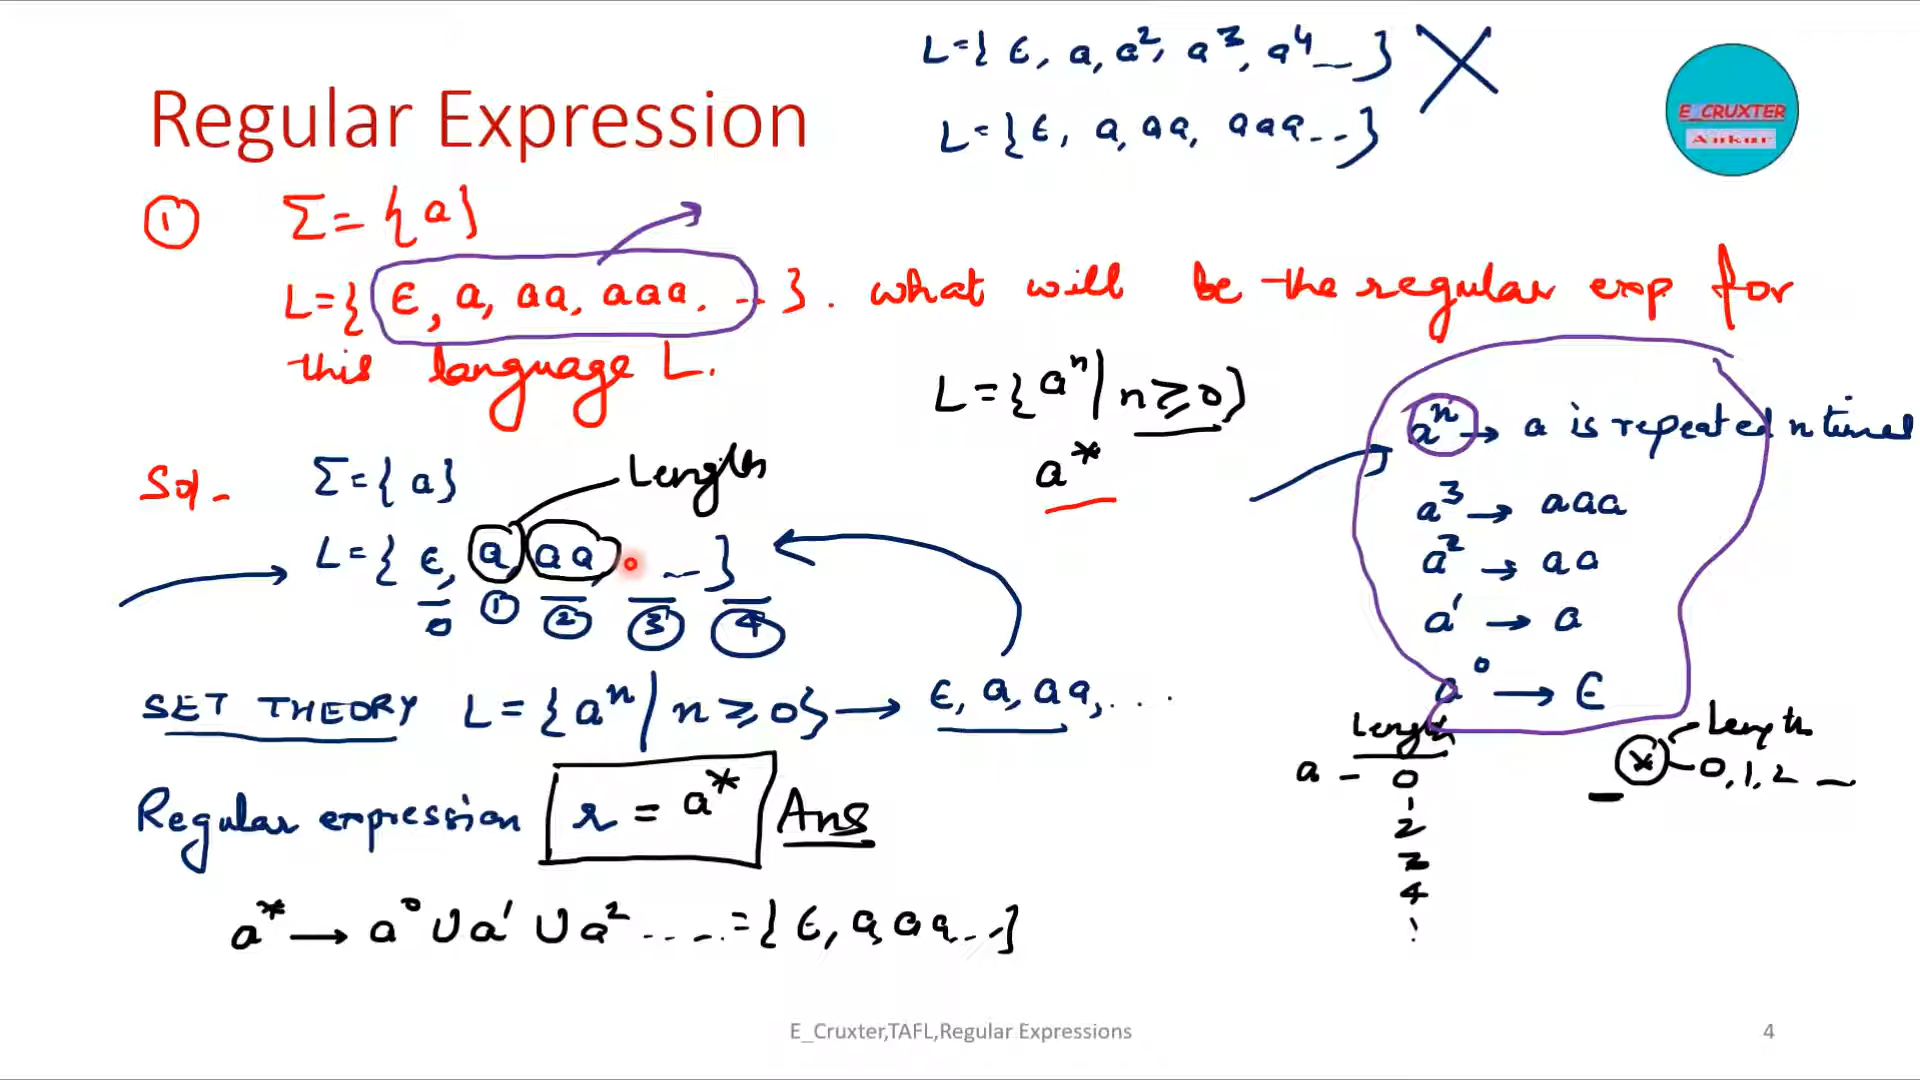 L={ ϵ, a, a², a³, a⁴ -- }
L={ϵ, a, aa, aaa...}
E_CRUXTER
Ankur
Regular Expression
① Σ={a}
L={ ϵ, a, aa, aaa, -- }. what will be the regular exp for
this language L.
L={aⁿ| n≥0}
a*
aⁿ → a is repeated n times
a³ → aaa
a² → aa
a¹ → a
a⁰ → ϵ
Sol- Σ={a}
Length
L={ ϵ, a, aa, -- }
0 ① ② ③ ④
SET THEORY L={aⁿ| n≥0} → ϵ, a, aa, ...
Length
a - 0
1
2
3
4
* Length
0,1,2 –
Regular expression r = a* Ans
a* → a⁰ U a¹ U a² ..... = { ϵ, a, aa,.. }
E_Cruxter,TAFL,Regular Expressions
4